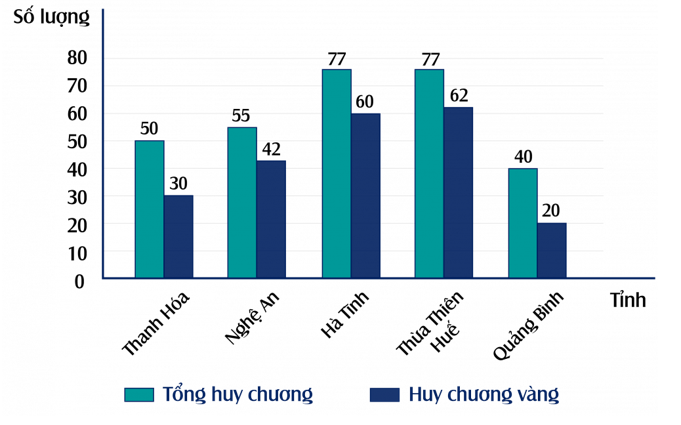 Số lượng
80
70
60
50
40
30
20
10
0
50
30
55
42
77
60
77
62
40
20
Thanh Hóa
Nghệ An
Hà Tĩnh
Thừa Thiên
Huế
Quảng Bình
Tỉnh
Tổng huy chương
Huy chương vàng